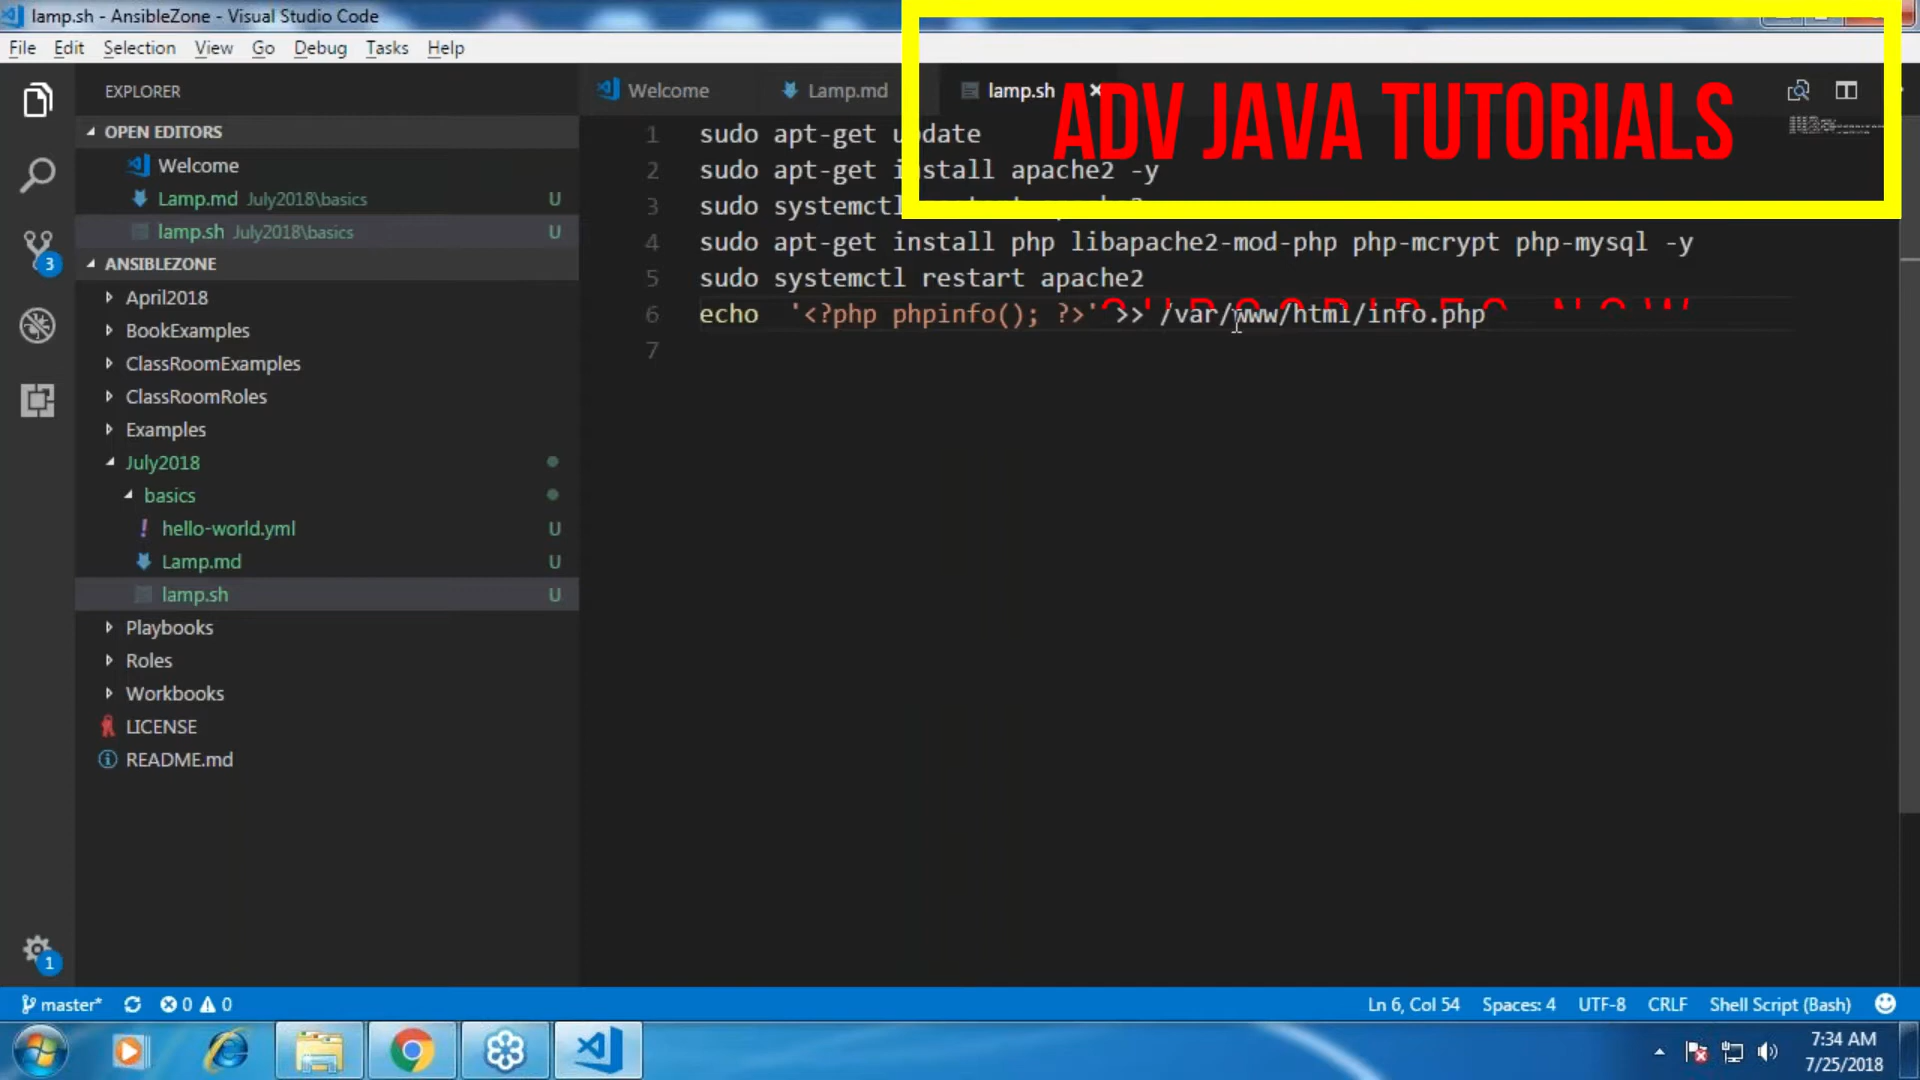 lamp.sh - AnsibleZone - Visual Studio Code
File Edit Selection View Go Debug Tasks Help
EXPLORER
Welcome Lamp.md lamp.sh
ADV JAVA TUTORIALS
OPEN EDITORS
Welcome
Lamp.md July2018\basics U
lamp.sh July2018\basics U
ANSIBLEZONE
April2018
BookExamples
ClassRoomExamples
ClassRoomRoles
Examples
July2018
basics
hello-world.yml U
Lamp.md U
lamp.sh U
Playbooks
Roles
Workbooks
LICENSE
README.md
1 sudo apt-get update
2 sudo apt-get install apache2 -y
3 sudo systemctl restart apache2
4 sudo apt-get install php libapache2-mod-php php-mcrypt php-mysql -y
5 sudo systemctl restart apache2
6 echo '<?php phpinfo(); ?>' >> /var/www/html/info.php
7
3
1
master* 0 0
Ln 6, Col 54 Spaces: 4 UTF-8 CRLF Shell Script (Bash)
7:34 AM
7/25/2018